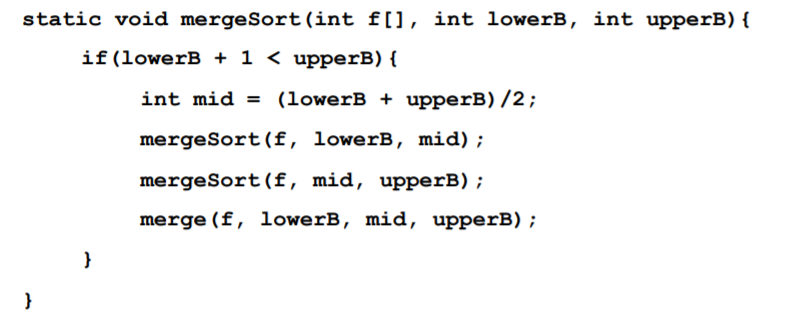 static void mergeSort(int f[], int lowerB, int upperB){
if(lowerB + 1 < upperB){
int mid = (lowerB + upperB)/2;
mergeSort(f, lowerB, mid);
mergeSort(f, mid, upperB);
merge(f, lowerB, mid, upperB);
}
}